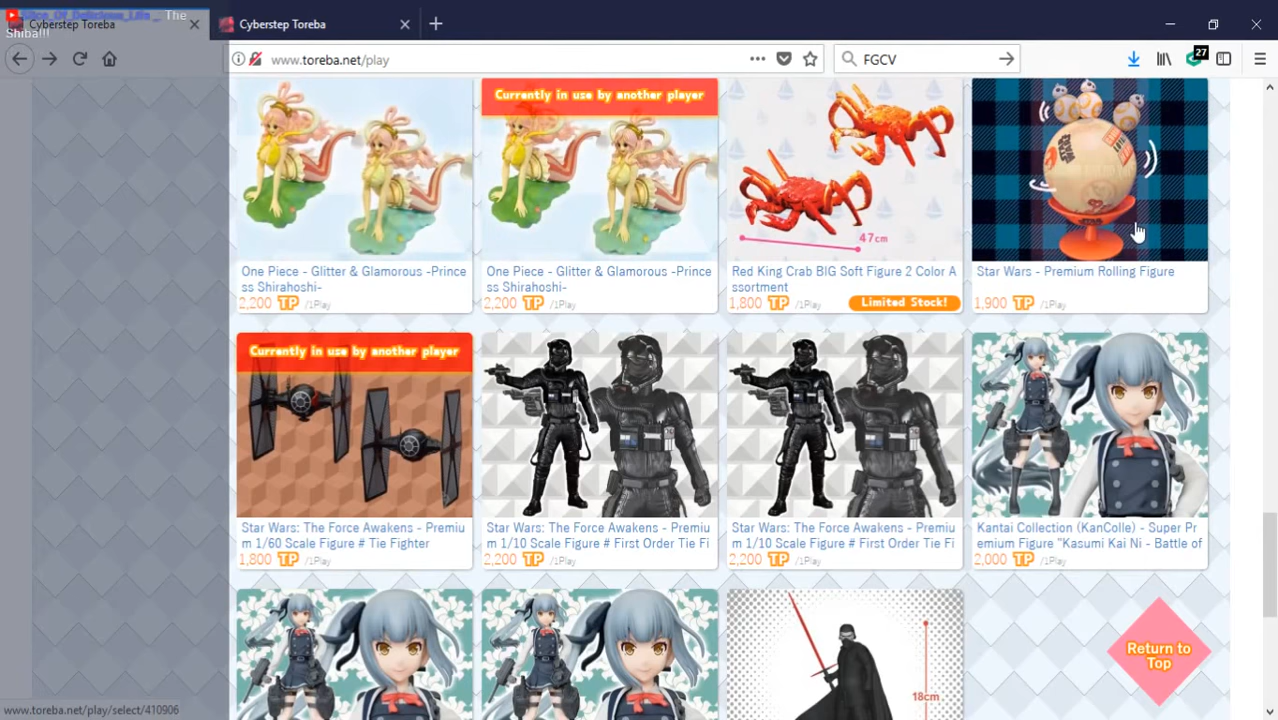 Slice_Of_Delicious_Life_ The
Shiba!!!
Cyberstep Toreba
Cyberstep Toreba
www.toreba.net/play
FGCV
27
Currently in use by another player
47cm
One Piece - Glitter & Glamorous -Prince
ss Shirahoshi-
2,200 TP /1Play
One Piece - Glitter & Glamorous -Prince
ss Shirahoshi-
2,200 TP /1Play
Red King Crab BIG Soft Figure 2 Color A
ssortment
1,800 TP /1Play Limited Stock!
Star Wars - Premium Rolling Figure
1,900 TP /1Play
Currently in use by another player
Star Wars: The Force Awakens - Premiu
m 1/60 Scale Figure # Tie Fighter
1,800 TP /1Play
Star Wars: The Force Awakens - Premiu
m 1/10 Scale Figure # First Order Tie Fi
2,200 TP /1Play
Star Wars: The Force Awakens - Premiu
m 1/10 Scale Figure # First Order Tie Fi
2,200 TP /1Play
Kantai Collection (KanColle) - Super Pr
emium Figure "Kasumi Kai Ni - Battle of
2,000 TP /1Play
18cm
Return to
Top
www.toreba.net/play/select/410906